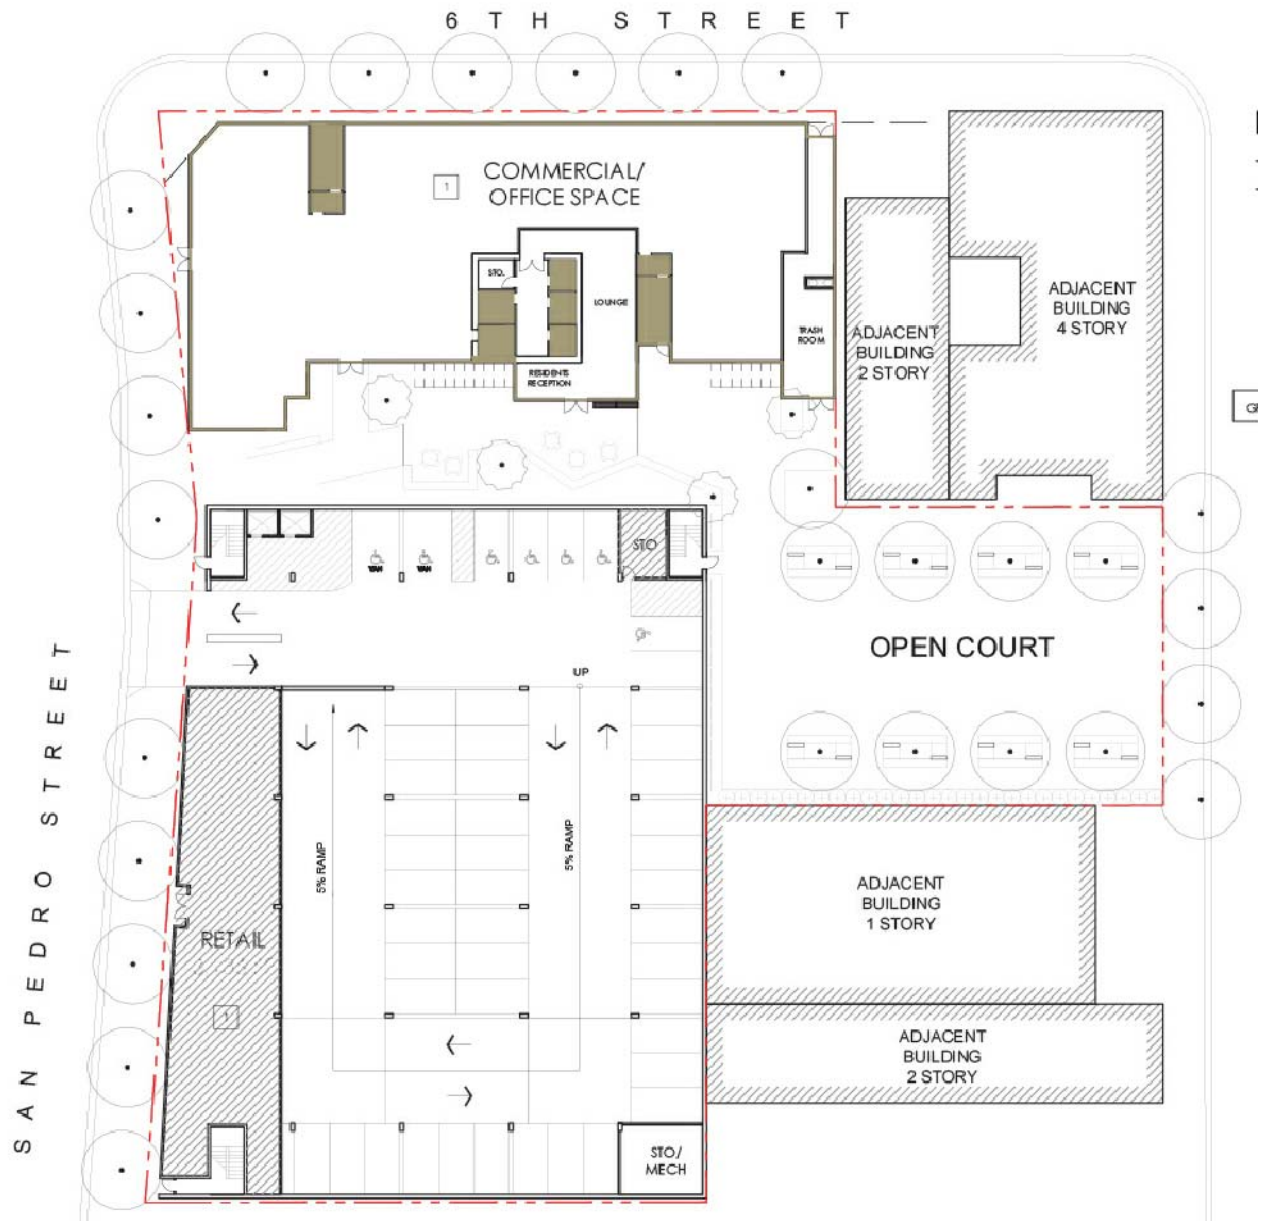 6TH STREET
COMMERCIAL/
OFFICE SPACE
1
STO.
LOUNGE
TRASH
ROOM
RESIDENTS
RECEPTION
ADJACENT
BUILDING
2 STORY
ADJACENT
BUILDING
4 STORY
STO
VAN
VAN
OPEN COURT
UP
SAN PEDRO STREET
5% RAMP
5% RAMP
RETAIL
1
ADJACENT
BUILDING
1 STORY
ADJACENT
BUILDING
2 STORY
STO./
MECH